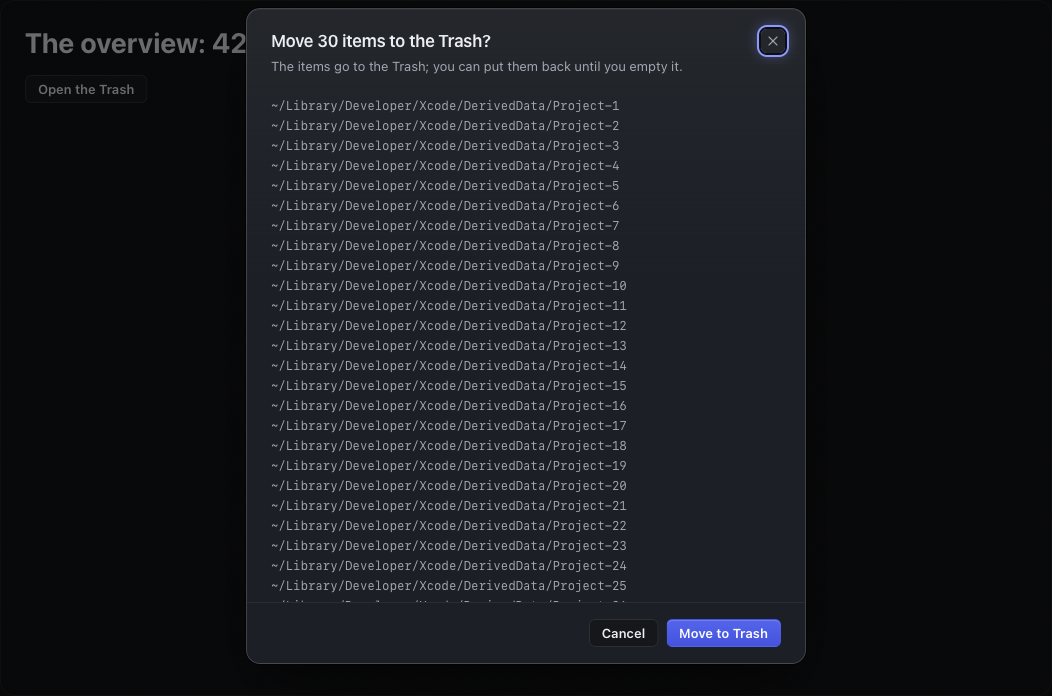 The overview: 42
Open the Trash
Move 30 items to the Trash?
The items go to the Trash; you can put them back until you empty it.
~/Library/Developer/Xcode/DerivedData/Project-1
~/Library/Developer/Xcode/DerivedData/Project-2
~/Library/Developer/Xcode/DerivedData/Project-3
~/Library/Developer/Xcode/DerivedData/Project-4
~/Library/Developer/Xcode/DerivedData/Project-5
~/Library/Developer/Xcode/DerivedData/Project-6
~/Library/Developer/Xcode/DerivedData/Project-7
~/Library/Developer/Xcode/DerivedData/Project-8
~/Library/Developer/Xcode/DerivedData/Project-9
~/Library/Developer/Xcode/DerivedData/Project-10
~/Library/Developer/Xcode/DerivedData/Project-11
~/Library/Developer/Xcode/DerivedData/Project-12
~/Library/Developer/Xcode/DerivedData/Project-13
~/Library/Developer/Xcode/DerivedData/Project-14
~/Library/Developer/Xcode/DerivedData/Project-15
~/Library/Developer/Xcode/DerivedData/Project-16
~/Library/Developer/Xcode/DerivedData/Project-17
~/Library/Developer/Xcode/DerivedData/Project-18
~/Library/Developer/Xcode/DerivedData/Project-19
~/Library/Developer/Xcode/DerivedData/Project-20
~/Library/Developer/Xcode/DerivedData/Project-21
~/Library/Developer/Xcode/DerivedData/Project-22
~/Library/Developer/Xcode/DerivedData/Project-23
~/Library/Developer/Xcode/DerivedData/Project-24
~/Library/Developer/Xcode/DerivedData/Project-25
Cancel
Move to Trash